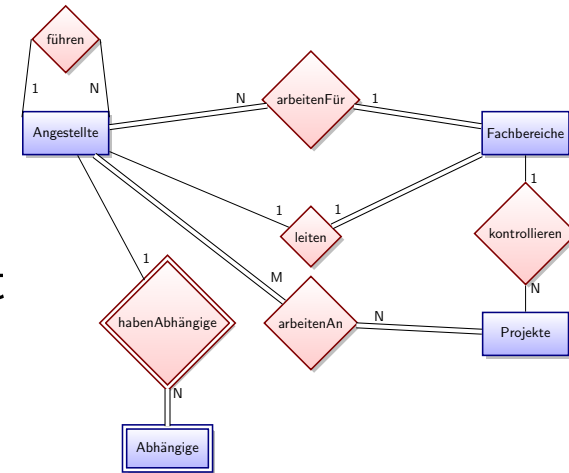 führen
1
N
Angestellte
N
arbeitenFür
1
Fachbereiche
1
leiten
1
1
kontrollieren
N
1
habenAbhängige
N
Abhängige
M
arbeitenAn
N
Projekte
t